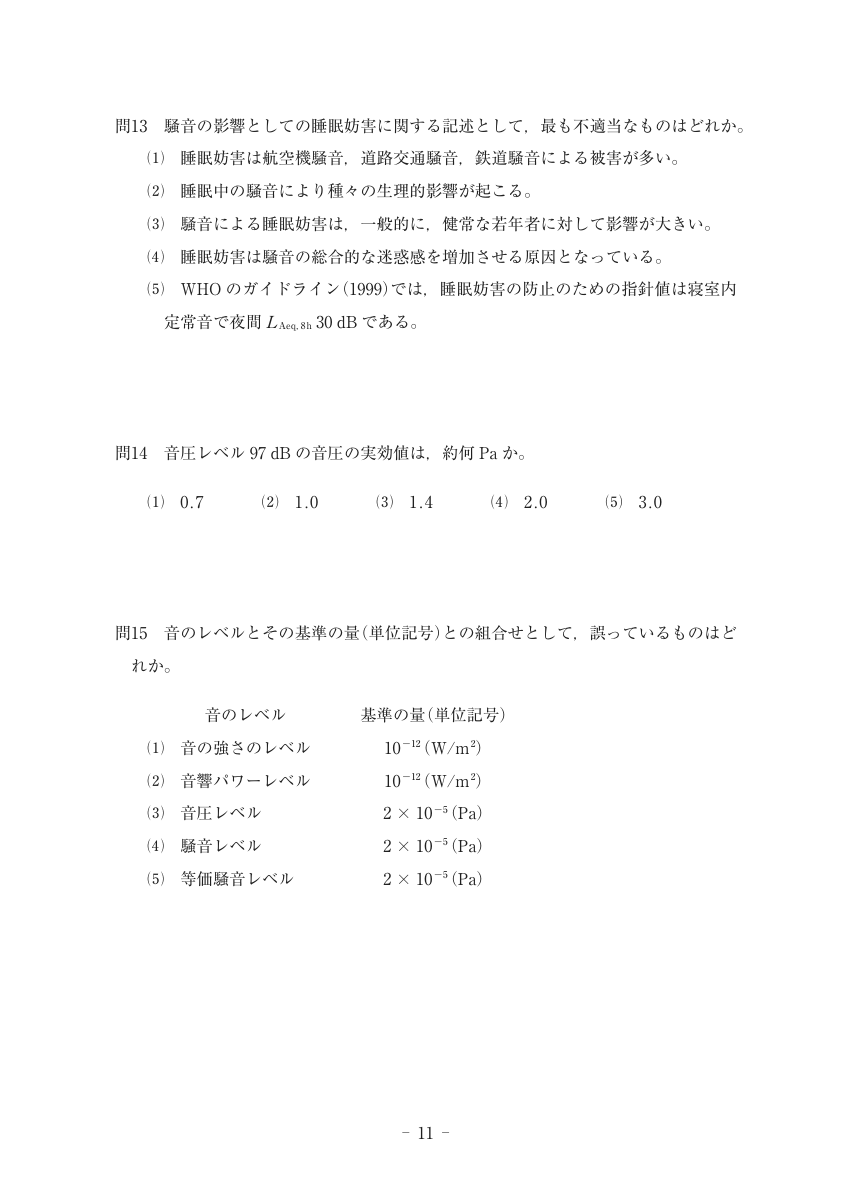 問13　騒音の影響としての睡眠妨害に関する記述として，最も不適当なものはどれか。
⑴　睡眠妨害は航空機騒音，道路交通騒音，鉄道騒音による被害が多い。
⑵　睡眠中の騒音により種々の生理的影響が起こる。
⑶　騒音による睡眠妨害は，一般的に，健常な若年者に対して影響が大きい。
⑷　睡眠妨害は騒音の総合的な迷惑感を増加させる原因となっている。
⑸　WHO のガイドライン（1999）では，睡眠妨害の防止のための指針値は寝室内
定常音で夜間 LAeq, 8h 30 dB である。
問14　音圧レベル 97 dB の音圧の実効値は，約何 Pa か。
⑴　0.7　⑵　1.0　⑶　1.4　⑷　2.0　⑸　3.0
問15　音のレベルとその基準の量（単位記号）との組合せとして，誤っているものはど
れか。
音のレベル　基準の量（単位記号）
⑴　音の強さのレベル　10⁻¹²（W/m²）
⑵　音響パワーレベル　10⁻¹²（W/m²）
⑶　音圧レベル　2 × 10⁻⁵（Pa）
⑷　騒音レベル　2 × 10⁻⁵（Pa）
⑸　等価騒音レベル　2 × 10⁻⁵（Pa）
– 11 –